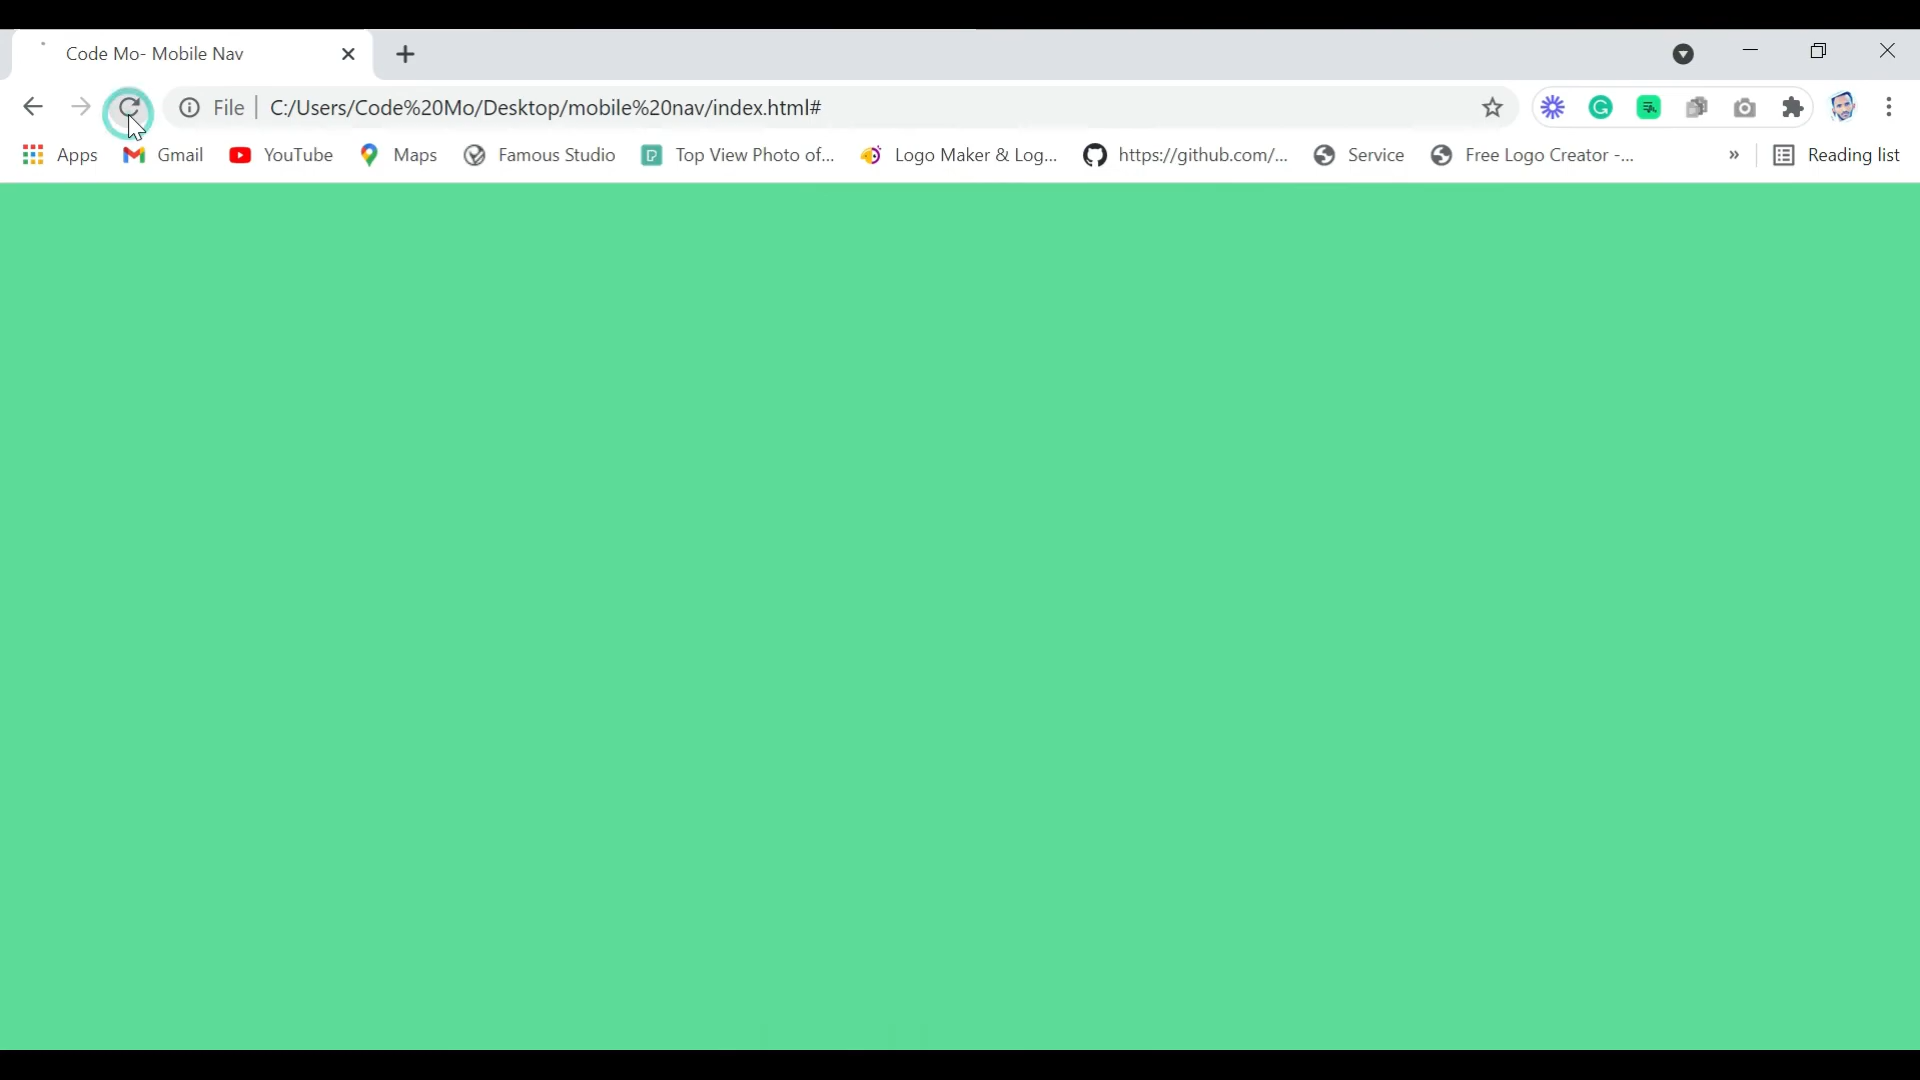 Code Mo- Mobile Nav
File C:/Users/Code%20Mo/Desktop/mobile%20nav/index.html#
Apps Gmail YouTube Maps Famous Studio Top View Photo of... Logo Maker & Log... https://github.com/... Service Free Logo Creator -... » Reading list